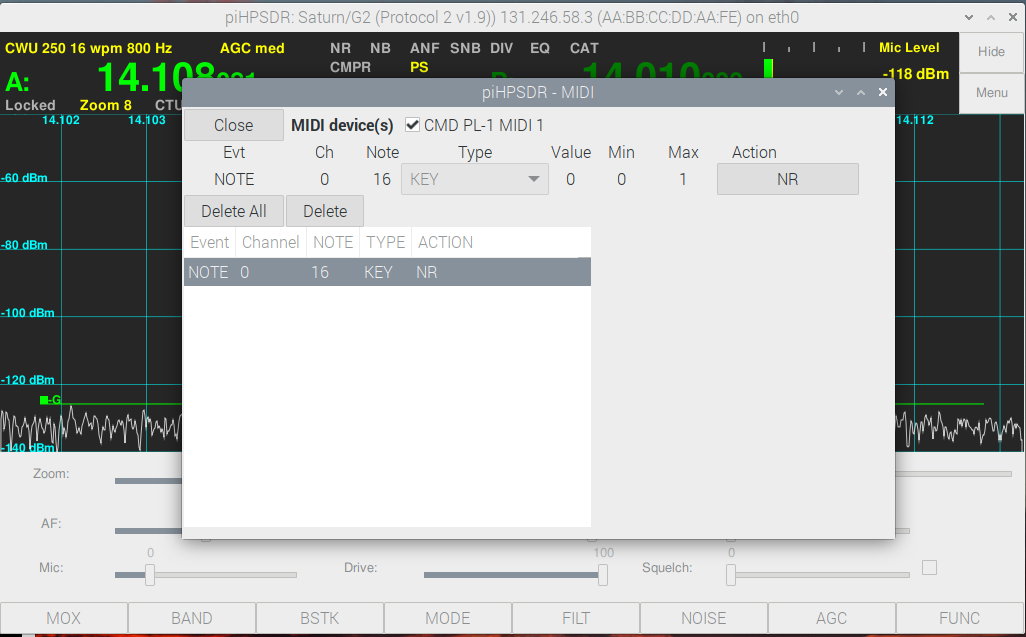 piHPSDR: Saturn/G2 (Protocol 2 v1.9)) 131.246.58.3 (AA:BB:CC:DD:AA:FE) on eth0
CWU 250 16 wpm 800 Hz AGC med NR NB ANF SNB DIV EQ CAT Mic Level Hide
CMPR PS
A: 14.108 -118 dBm
Menu
Locked Zoom 8 CTU
14.102 14.103 14.112
piHPSDR - MIDI
Close MIDI device(s) CMD PL-1 MIDI 1
Evt Ch Note Type Value Min Max Action
NOTE 0 16 KEY 0 0 1 NR
Delete All Delete
Event Channel NOTE TYPE ACTION
NOTE 0 16 KEY NR
-60 dBm
-80 dBm
-100 dBm
-120 dBm
-G
-140 dBm
Zoom:
AF:
0 100 0
Mic: Drive: Squelch:
MOX BAND BSTK MODE FILT NOISE AGC FUNC